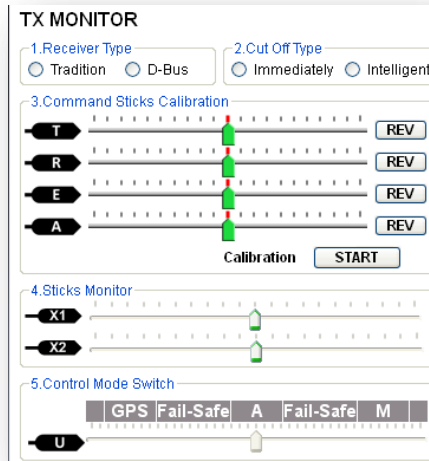 TX MONITOR
1.Receiver Type
Tradition D-Bus
2.Cut Off Type
Immediately Intelligent
3.Command Sticks Calibration
T REV
R REV
E REV
A REV
Calibration START
4.Sticks Monitor
X1
X2
5.Control Mode Switch
GPS Fail-Safe A Fail-Safe M
U